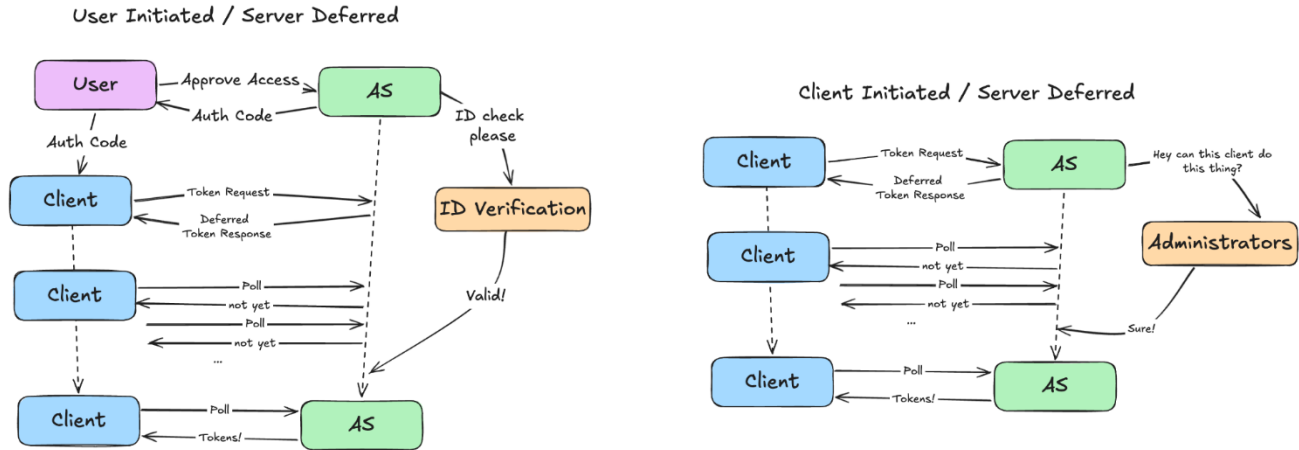 User Initiated / Server Deferred
User
Approve Access
AS
Auth Code
ID check
please
Auth Code
Client
Token Request
Deferred
Token Response
ID Verification
Client
Poll
not yet
Poll
not yet
...
Valid!
Client
Poll
Tokens!
AS
Client Initiated / Server Deferred
Client
Token Request
AS
Deferred
Token Response
Hey can this client do
this thing?
Administrators
Client
Poll
not yet
Poll
not yet
...
Sure!
Client
Poll
Tokens!
AS